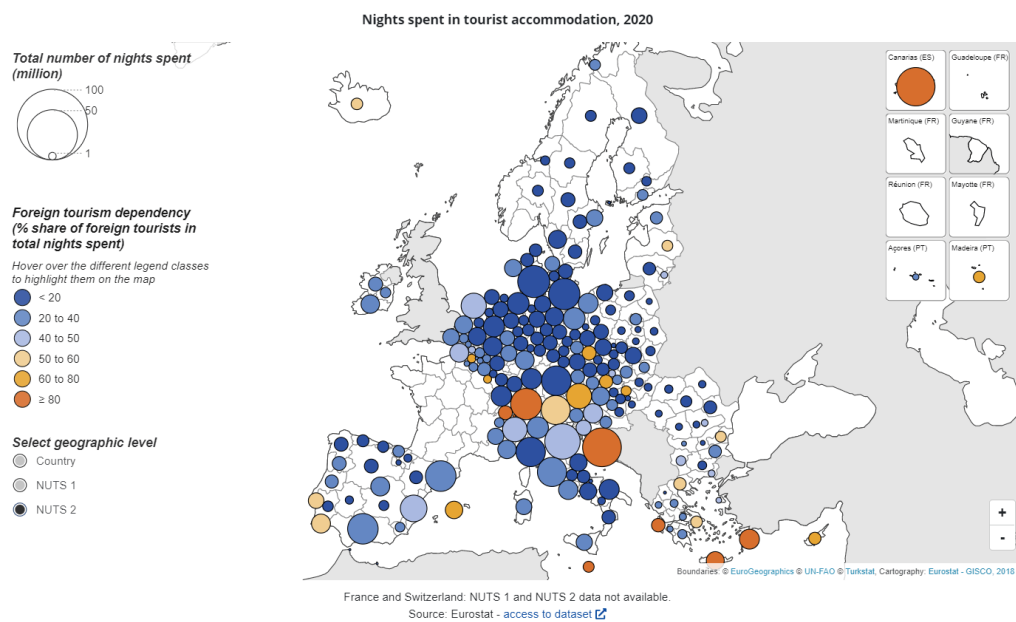 Nights spent in tourist accommodation, 2020
Total number of nights spent
(million)
100
50
1
Foreign tourism dependency
(% share of foreign tourists in
total nights spent)
Hover over the different legend classes
to highlight them on the map
< 20
20 to 40
40 to 50
50 to 60
60 to 80
≥ 80
Select geographic level
Country
NUTS 1
NUTS 2
Canarias (ES)
Guadeloupe (FR)
Martinique (FR)
Guyane (FR)
Réunion (FR)
Mayotte (FR)
Açores (PT)
Madeira (PT)
+
-
Boundaries: © EuroGeographics © UN-FAO © Turkstat, Cartography: Eurostat - GISCO, 2018
France and Switzerland: NUTS 1 and NUTS 2 data not available.
Source: Eurostat - access to dataset